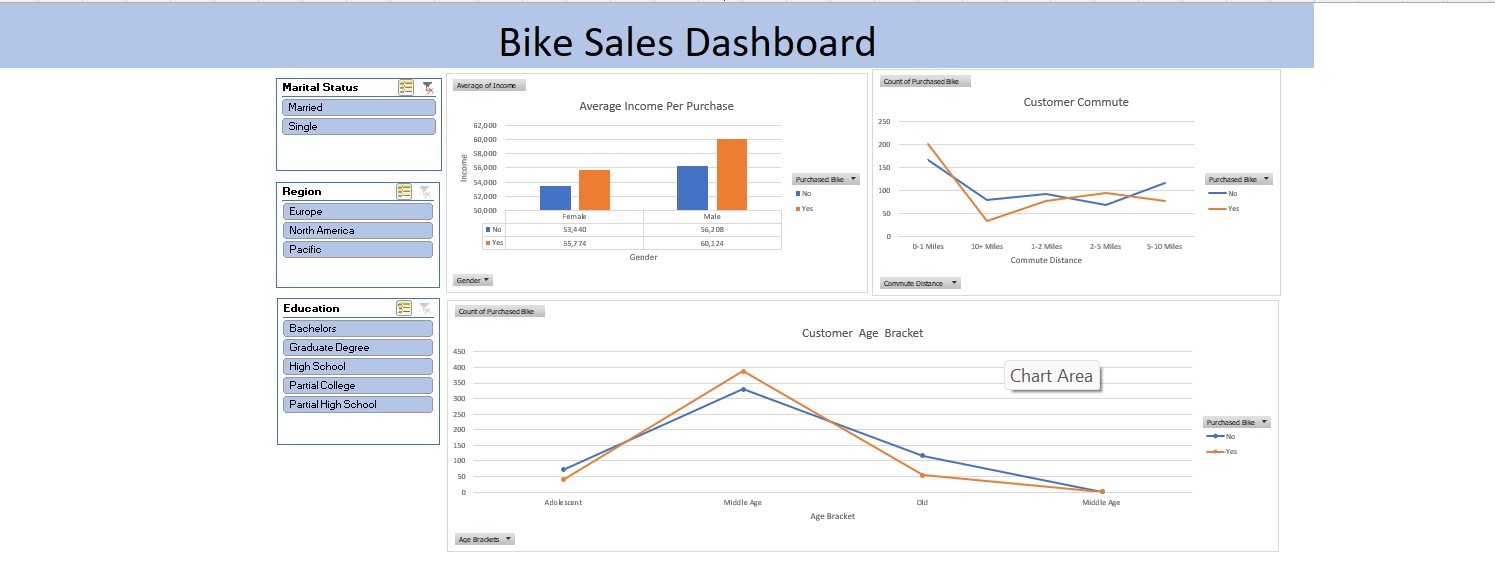 Bike Sales Dashboard
Marital Status
Married
Single
Region
Europe
North America
Pacific
Education
Bachelors
Graduate Degree
High School
Partial College
Partial High School
Average of Income
Average Income Per Purchase
62,000
60,000
58,000
56,000
54,000
52,000
50,000
Income
Female Male
No 53,440 56,208
Yes 55,774 60,124
Gender
Purchased Bike
No
Yes
Gender
Count of Purchased Bike
Customer Commute
250
200
150
100
50
0
0-1 Miles 10+ Miles 1-2 Miles 2-5 Miles 5-10 Miles
Commute Distance
Purchased Bike
No
Yes
Commute Distance
Count of Purchased Bike
Customer Age Bracket
450
400
350
300
250
200
150
100
50
0
Adolescent Middle Age Old Middle Age
Age Bracket
Chart Area
Purchased Bike
No
Yes
Age Brackets